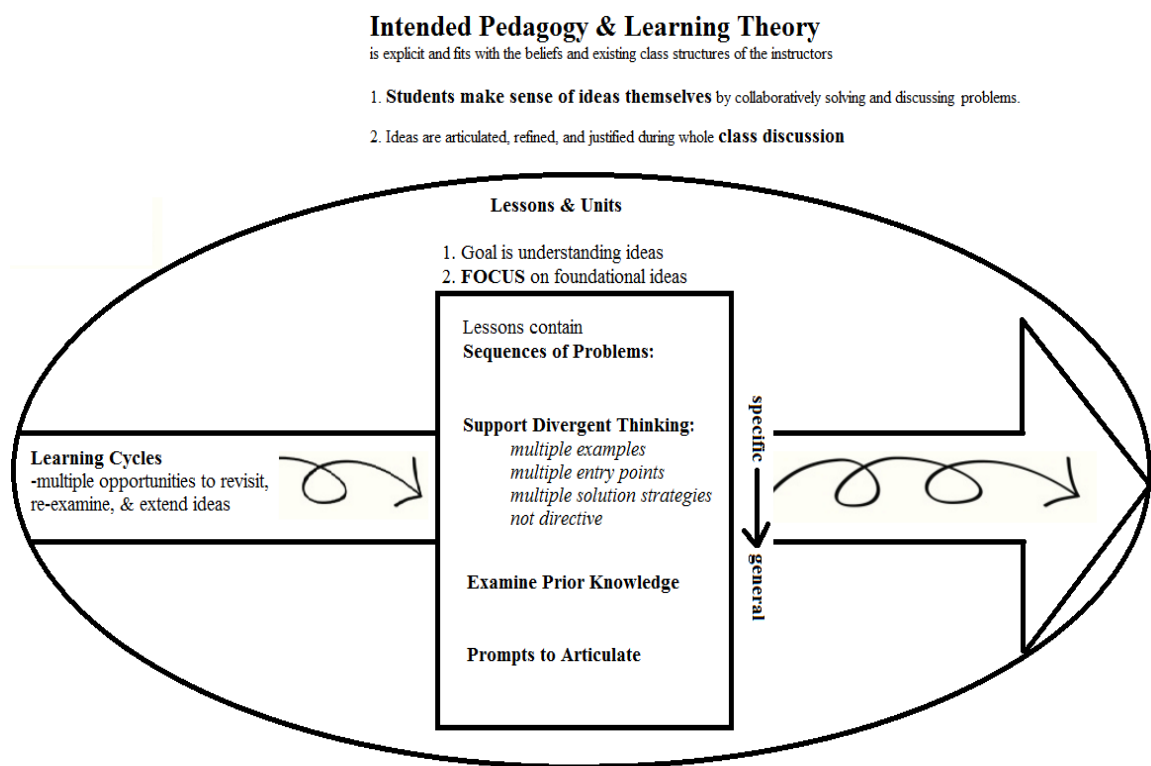 Intended Pedagogy & Learning Theory
is explicit and fits with the beliefs and existing class structures of the instructors
1. Students make sense of ideas themselves by collaboratively solving and discussing problems.
2. Ideas are articulated, refined, and justified during whole class discussion
Lessons & Units
1. Goal is understanding ideas
2. FOCUS on foundational ideas
Learning Cycles
-multiple opportunities to revisit,
re-examine, & extend ideas
Lessons contain
Sequences of Problems:
Support Divergent Thinking:
multiple examples
multiple entry points
multiple solution strategies
not directive
Examine Prior Knowledge
Prompts to Articulate
specific
general